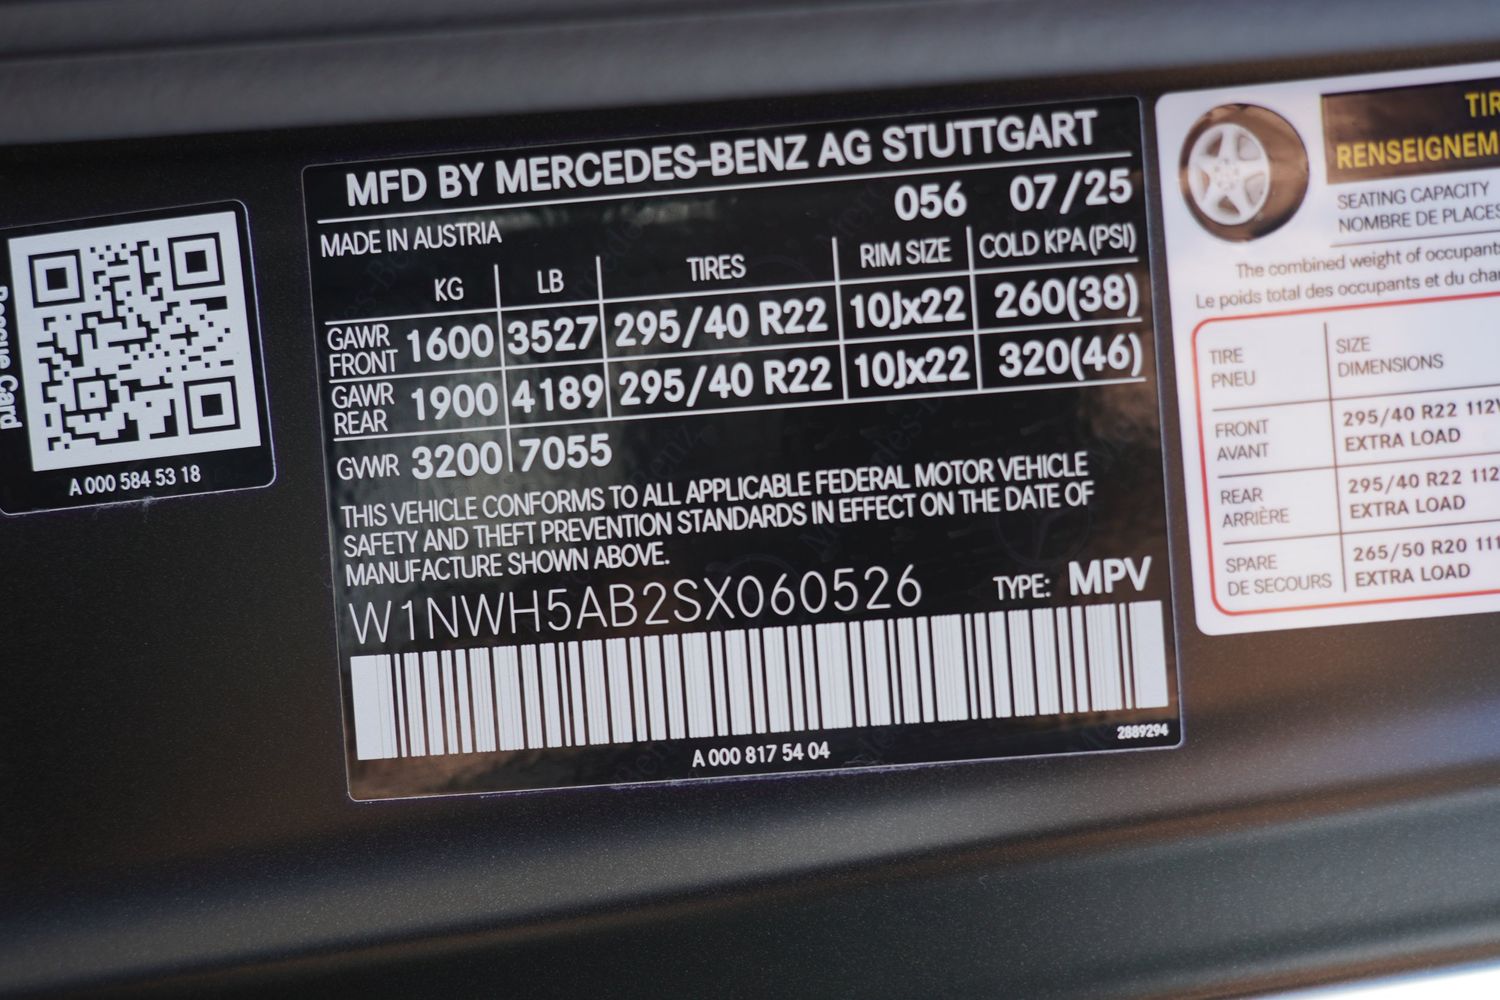 Rescue Card
A 000 584 53 18
MFD BY MERCEDES-BENZ AG STUTTGART
056 07/25
MADE IN AUSTRIA
KG LB TIRES RIM SIZE COLD KPA(PSI)
GAWR FRONT 1600 3527 295/40 R22 10Jx22 260(38)
GAWR REAR 1900 4189 295/40 R22 10Jx22 320(46)
GVWR 3200 7055
THIS VEHICLE CONFORMS TO ALL APPLICABLE FEDERAL MOTOR VEHICLE
SAFETY AND THEFT PREVENTION STANDARDS IN EFFECT ON THE DATE OF
MANUFACTURE SHOWN ABOVE.
W1NWH5AB2SX060526 TYPE: MPV
A 000 817 54 04
2889294
TIR
RENSEIGNEM
SEATING CAPACITY
NOMBRE DE PLACES
The combined weight of occupants
Le poids total des occupants et du char
TIRE
PNEU
SIZE
DIMENSIONS
FRONT
AVANT
295/40 R22 112
EXTRA LOAD
REAR
ARRIÈRE
295/40 R22 112
EXTRA LOAD
SPARE
DE SECOURS
265/50 R20 111
EXTRA LOAD